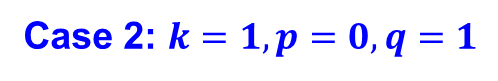 Case 2: k = 1, p = 0, q = 1